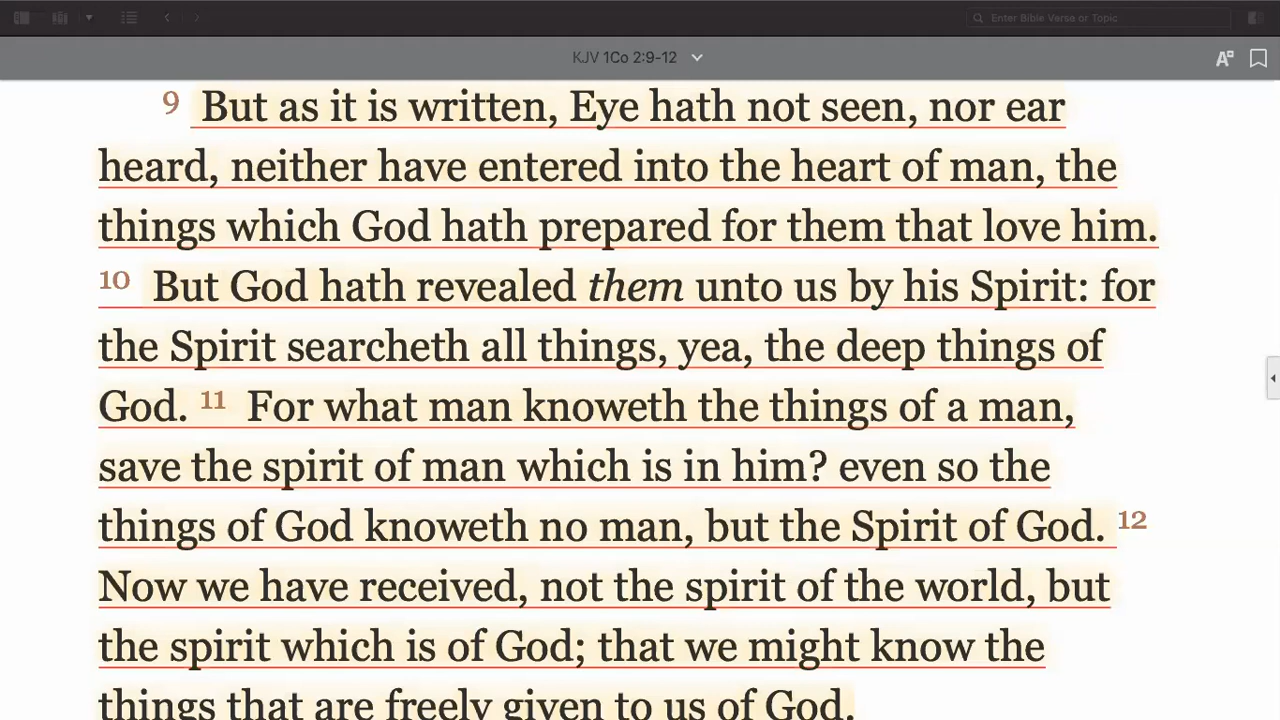 Enter Bible Verse or Topic
KJV 1Co 2:9-12
A
9 But as it is written, Eye hath not seen, nor ear
heard, neither have entered into the heart of man, the
things which God hath prepared for them that love him.
10 But God hath revealed them unto us by his Spirit: for
the Spirit searcheth all things, yea, the deep things of
God. 11 For what man knoweth the things of a man,
save the spirit of man which is in him? even so the
things of God knoweth no man, but the Spirit of God. 12
Now we have received, not the spirit of the world, but
the spirit which is of God; that we might know the
things that are freely given to us of God.